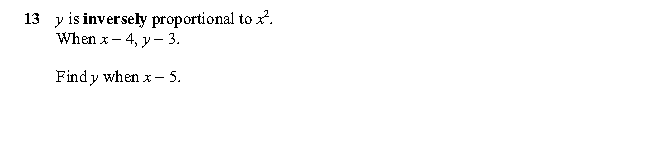 13 y is inversely proportional to x².
When x – 4, y – 3.
Find y when x – 5.